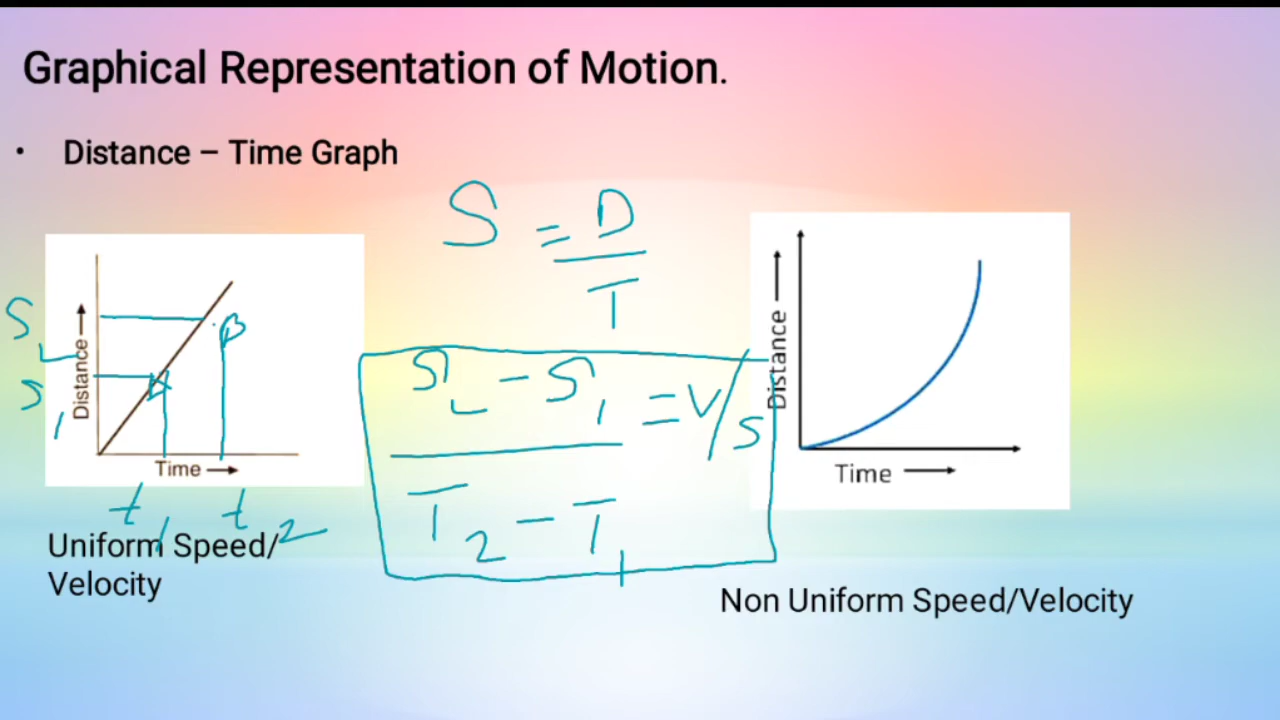 Graphical Representation of Motion.
• Distance – Time Graph
S = D
T
S2
S1
Distance
Time
t1 t2
Uniform Speed/
Velocity
A
B
S2 - S1 = V/S
T2 - T1
Distance
Time
Non Uniform Speed/Velocity